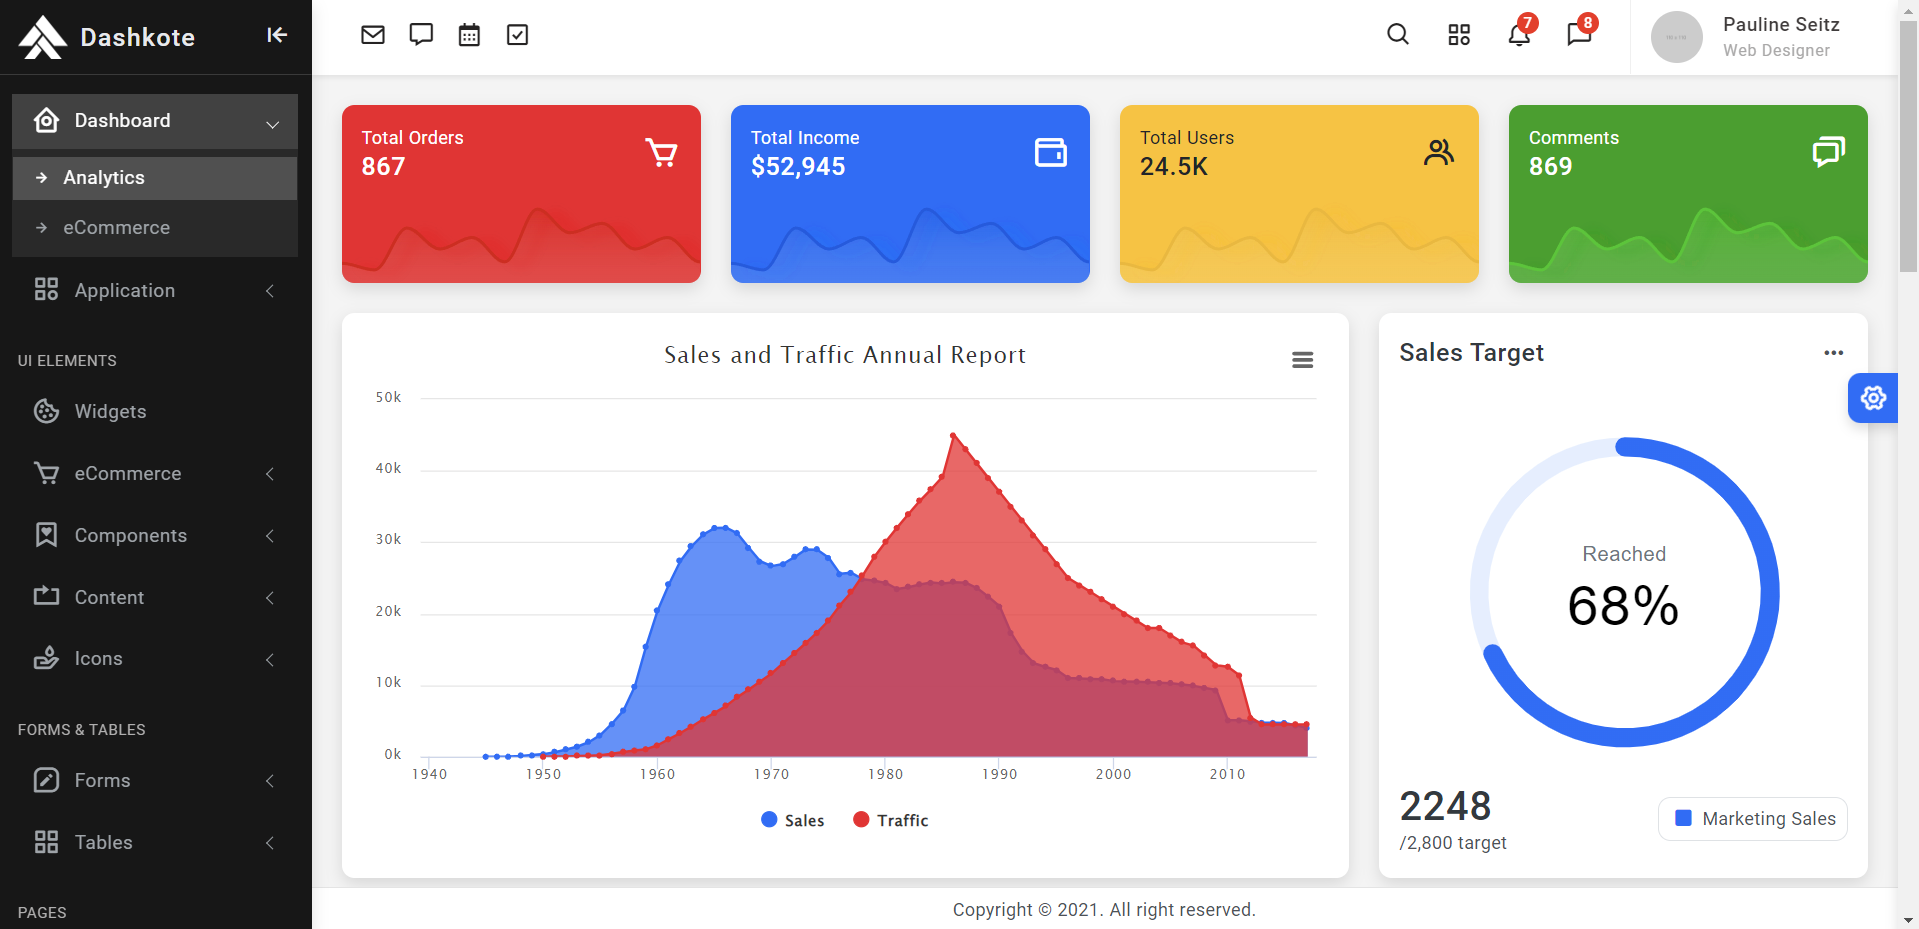 Dashkote
7
8
Pauline Seitz
Web Designer
Dashboard
Analytics
eCommerce
Application
UI ELEMENTS
Widgets
eCommerce
Components
Content
Icons
FORMS & TABLES
Forms
Tables
PAGES
Total Orders
867
Total Income
$52,945
Total Users
24.5K
Comments
869
Sales and Traffic Annual Report
50k
40k
30k
20k
10k
0k
1940 1950 1960 1970 1980 1990 2000 2010
Sales Traffic
Sales Target
Reached
68%
2248
/2,800 target
Marketing Sales
Copyright © 2021. All right reserved.